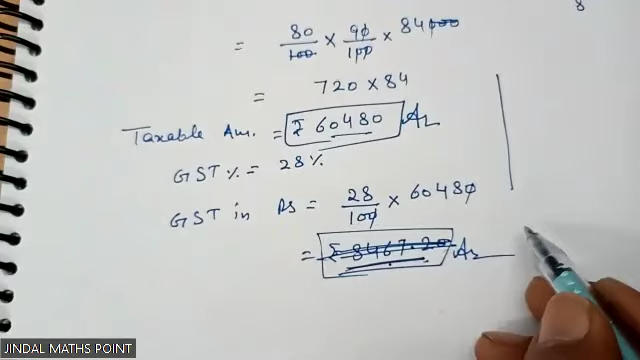 8
= 80/100 × 90/100 × 84000
= 720 × 84
Taxable Am. = ₹ 60480 As
GST % = 28%
GST in Rs = 28/100 × 60480
= ₹ 8467.20 As
JINDAL MATHS POINT